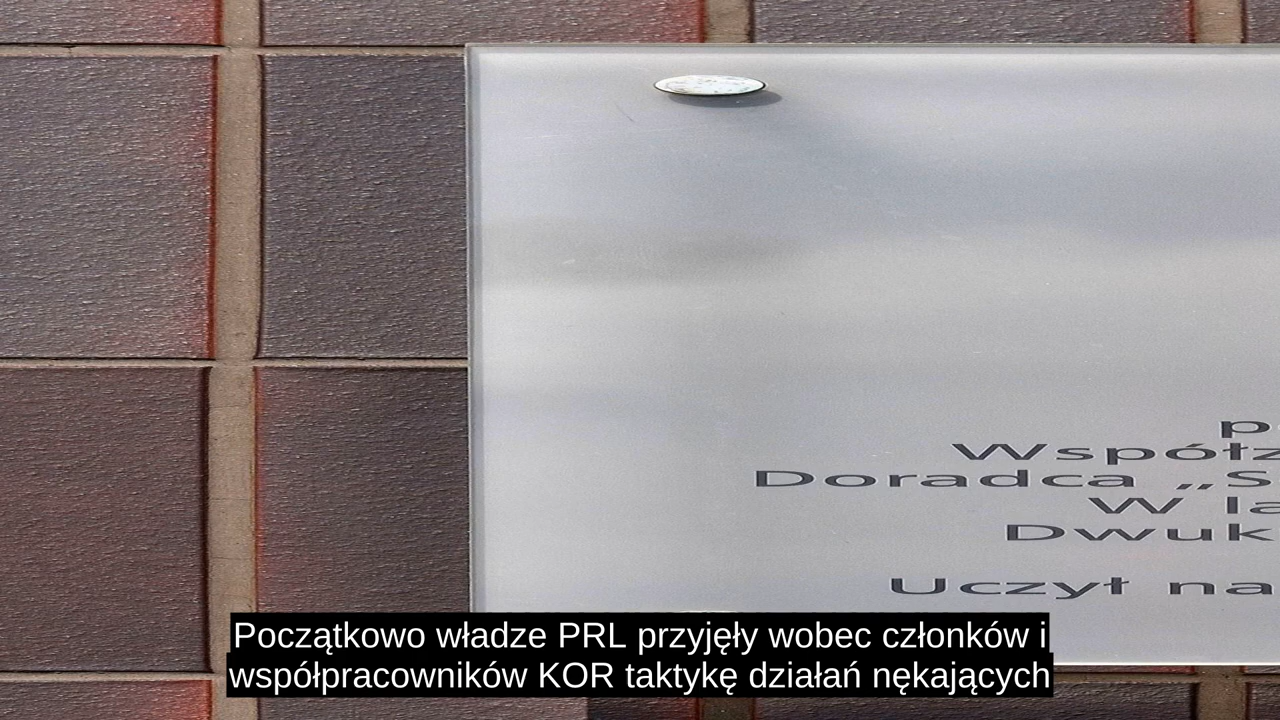 p
Współz
Doradca „S
W la
Dwuk
Uczył na
Początkowo władze PRL przyjęły wobec członków i
współpracowników KOR taktykę działań nękających